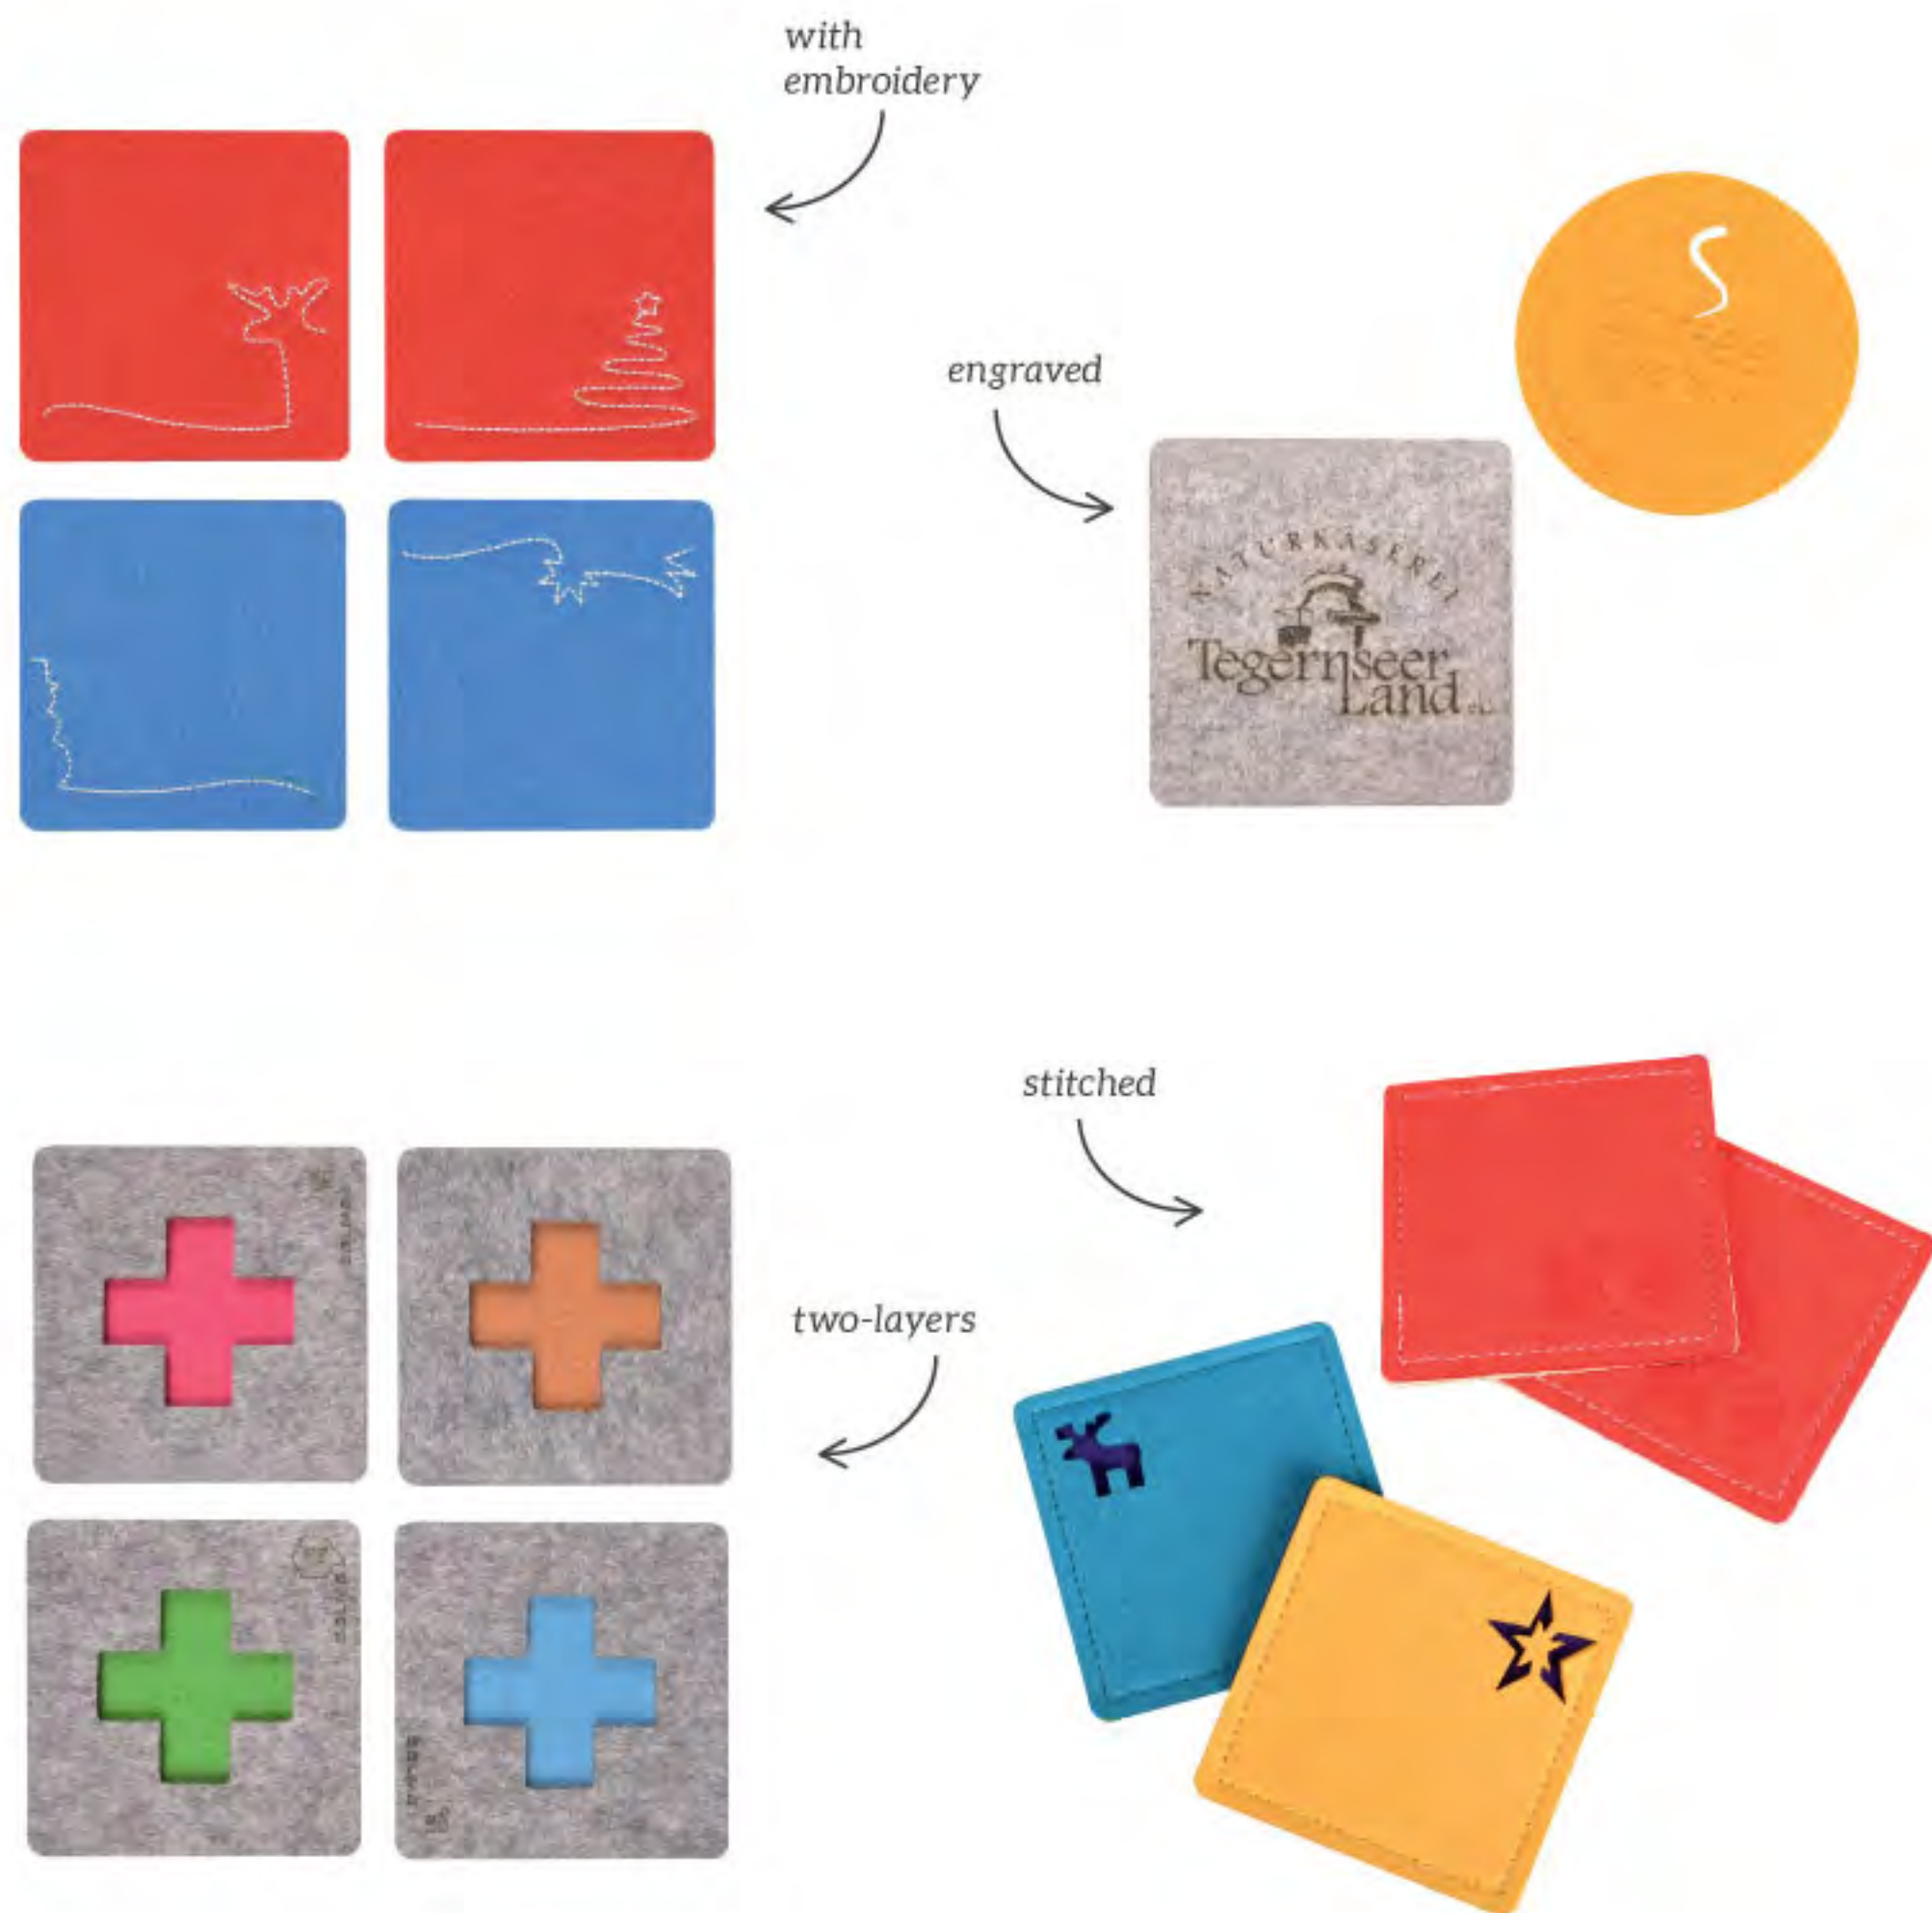 with
embroidery
engraved
NATURKÄSEREI
Tegernseer
Land
stitched
two-layers